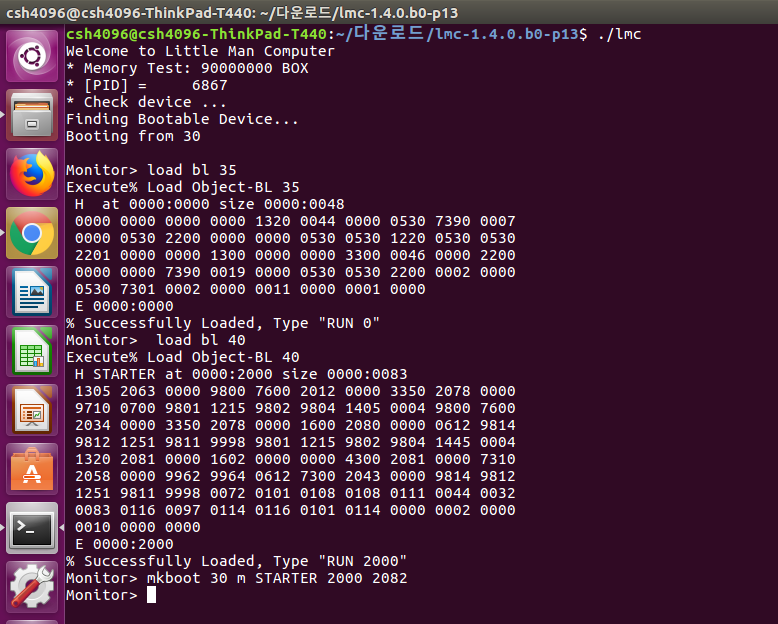 csh4096@csh4096-ThinkPad-T440: ~/다운로드/lmc-1.4.0.b0-p13
csh4096@csh4096-ThinkPad-T440:~/다운로드/lmc-1.4.0.b0-p13$ ./lmc
Welcome to Little Man Computer
* Memory Test: 90000000 BOX
* [PID] =     6867
* Check device ...
Finding Bootable Device...
Booting from 30
Monitor> load bl 35
Execute% Load Object-BL 35
H  at 0000:0000 size 0000:0048
0000 0000 0000 0000 1320 0044 0000 0530 7390 0007
0000 0530 2200 0000 0000 0530 0530 1220 0530 0530
2201 0000 0000 1300 0000 0000 3300 0046 0000 2200
0000 0000 7390 0019 0000 0530 0530 2200 0002 0000
0530 7301 0002 0000 0011 0000 0001 0000
E 0000:0000
% Successfully Loaded, Type "RUN 0"
Monitor>  load bl 40
Execute% Load Object-BL 40
H STARTER at 0000:2000 size 0000:0083
1305 2063 0000 9800 7600 2012 0000 3350 2078 0000
9710 0700 9801 1215 9802 9804 1405 0004 9800 7600
2034 0000 3350 2078 0000 1600 2080 0000 0612 9814
9812 1251 9811 9998 9801 1215 9802 9804 1445 0004
1320 2081 0000 1602 0000 0000 4300 2081 0000 7310
2058 0000 9962 9964 0612 7300 2043 0000 9814 9812
1251 9811 9998 0072 0101 0108 0108 0111 0044 0032
0083 0116 0097 0114 0116 0101 0114 0000 0002 0000
0010 0000 0000
E 0000:2000
% Successfully Loaded, Type "RUN 2000"
Monitor> mkboot 30 m STARTER 2000 2082
Monitor>